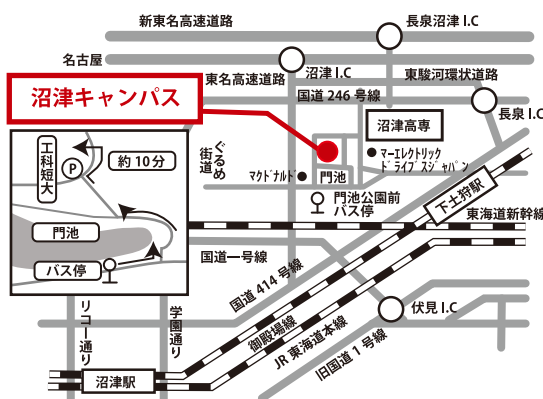 新東名高速道路
長泉沼津 I.C
名古屋
沼津 I.C
東名高速道路
東駿河環状道路
沼津キャンパス
国道 246 号線
長泉 I.C
沼津高専
工科短大
P
約 10 分
ぐるめ
街道
マーエレクトリック
ドライブスジャパン
マクドナルド
門池
門池公園前
バス停
下土狩駅
門池
東海道新幹線
バス停
国道一号線
国道 414 号線
伏見 I.C
リコー通り
学園通り
御殿場線
JR 東海道本線
旧国道 1 号線
沼津駅